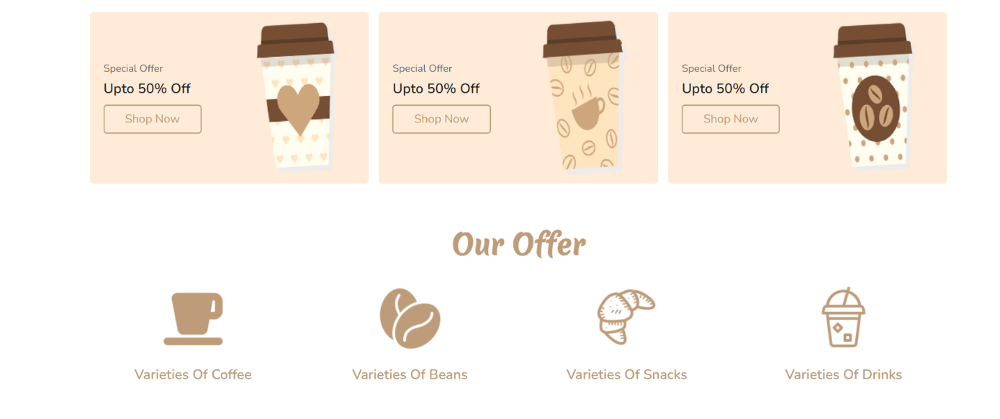 Special Offer
Upto 50% Off
Shop Now
Special Offer
Upto 50% Off
Shop Now
Special Offer
Upto 50% Off
Shop Now
Our Offer
Varieties Of Coffee
Varieties Of Beans
Varieties Of Snacks
Varieties Of Drinks